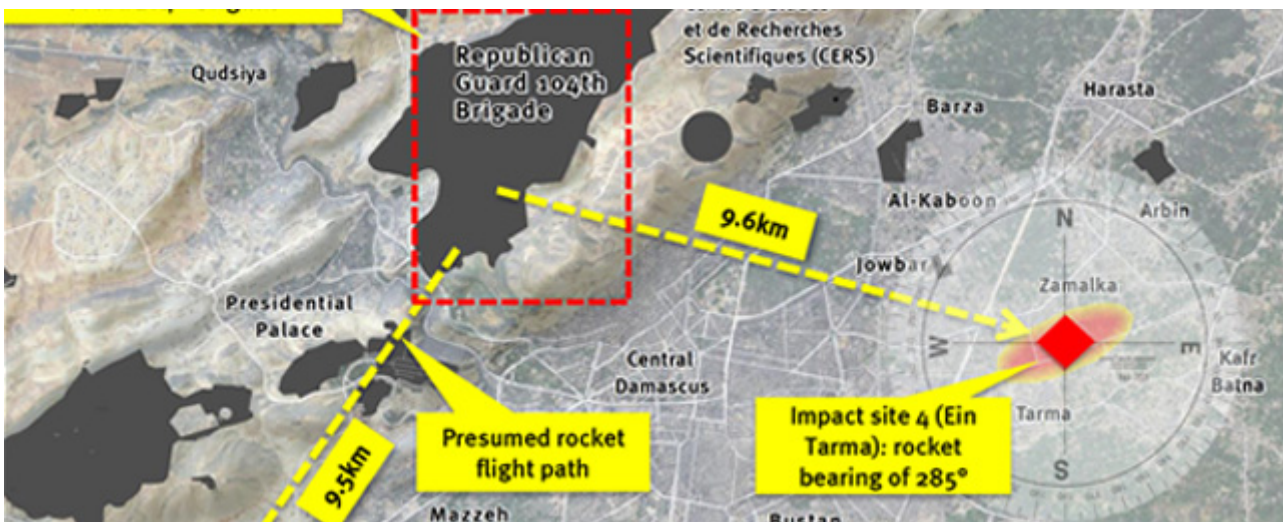 et de Recherches
Scientifiques (CERS)
Republican
Guard 104th
Brigade
Qudsiya
Harasta
Barza
Al-Kaboon
Arbin
N
9.6km
Jowbar
Zamalka
Presidential
Palace
W
E
Kafr
Batna
Central
Damascus
Impact site 4 (Ein
Tarma): rocket
bearing of 285°
Tarma
Presumed rocket
flight path
S
9.5km
Mazzeh
Bustan